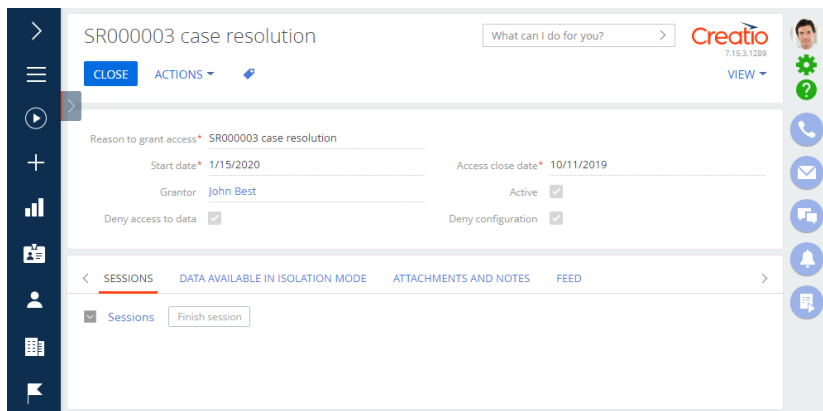 SR000003 case resolution
What can I do for you?
Creatio
7.15.3.1289
CLOSE ACTIONS VIEW
Reason to grant access* SR000003 case resolution
Start date* 1/15/2020 Access close date* 10/11/2019
Grantor John Best Active
Deny access to data Deny configuration
SESSIONS DATA AVAILABLE IN ISOLATION MODE ATTACHMENTS AND NOTES FEED
Sessions Finish session